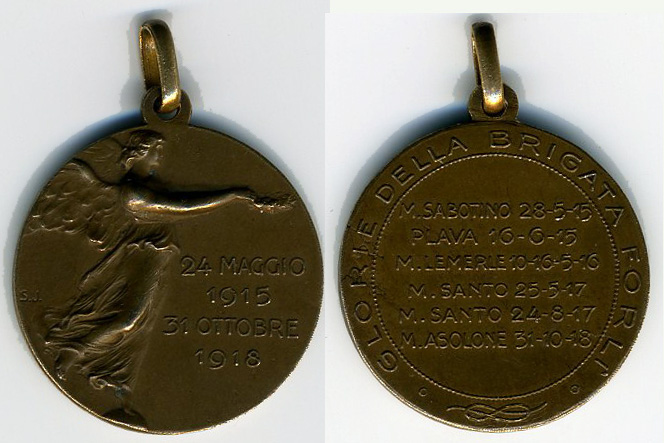 24 MAGGIO
1915
31 OTTOBRE
1918
S.J.
GLORIE DELLA BRIGATA FORLI'
M. SABOTINO 28-5-15
PLAVA 16-6-15
M. LEMERLE 10-16-5-16
M. SANTO 25-5-17
M. SANTO 24-8-17
M. ASOLONE 31-10-18